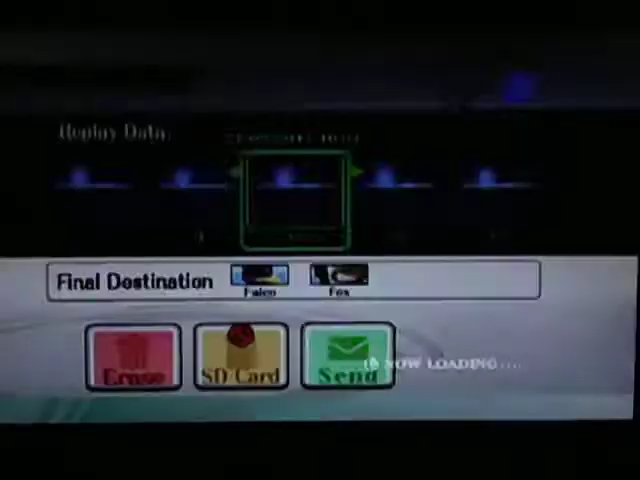 Replay Data:
Final Destination
Falco
Fox
Erase
SD Card
Send
NOW LOADING....